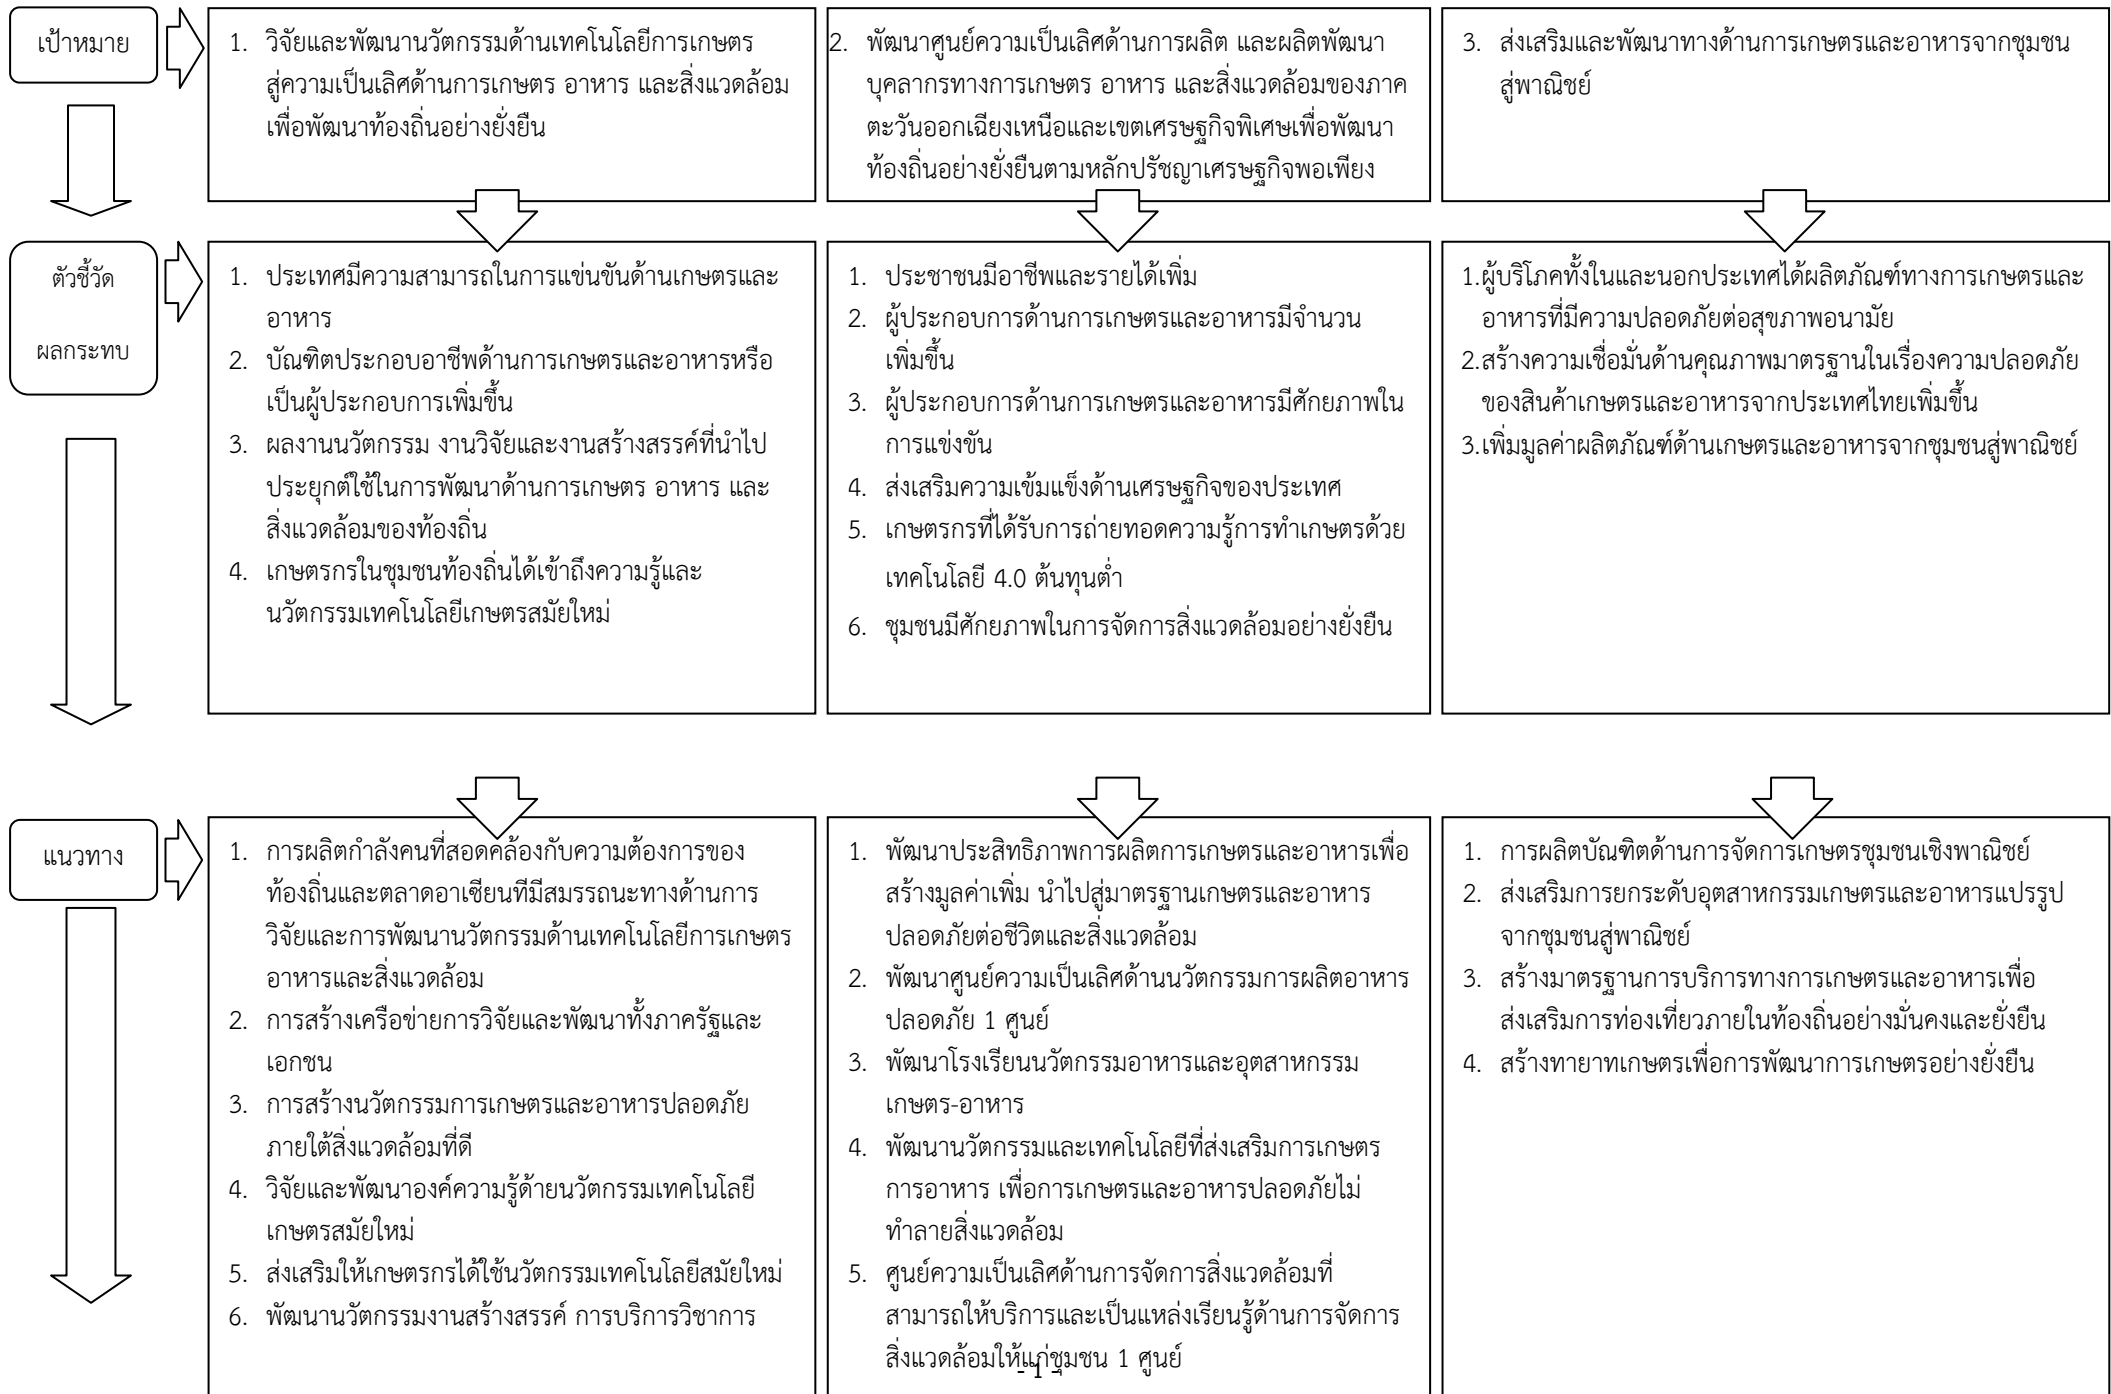 เป้าหมาย
1. วิจัยและพัฒนานวัตกรรมด้านเทคโนโลยีการเกษตร
สู่ความเป็นเลิศด้านการเกษตร อาหาร และสิ่งแวดล้อม
เพื่อพัฒนาท้องถิ่นอย่างยั่งยืน
2. พัฒนาศูนย์ความเป็นเลิศด้านการผลิต และผลิตพัฒนา
บุคลากรทางการเกษตร อาหาร และสิ่งแวดล้อมของภาค
ตะวันออกเฉียงเหนือและเขตเศรษฐกิจพิเศษเพื่อพัฒนา
ท้องถิ่นอย่างยั่งยืนตามหลักปรัชญาเศรษฐกิจพอเพียง
3. ส่งเสริมและพัฒนาทางด้านการเกษตรและอาหารจากชุมชน
สู่พาณิชย์
ตัวชี้วัด
ผลกระทบ
1. ประเทศมีความสามารถในการแข่นขันด้านเกษตรและ
อาหาร
2. บัณฑิตประกอบอาชีพด้านการเกษตรและอาหารหรือ
เป็นผู้ประกอบการเพิ่มขึ้น
3. ผลงานนวัตกรรม งานวิจัยและงานสร้างสรรค์ที่นำไป
ประยุกต์ใช้ในการพัฒนาด้านการเกษตร อาหาร และ
สิ่งแวดล้อมของท้องถิ่น
4. เกษตรกรในชุมชนท้องถิ่นได้เข้าถึงความรู้และ
นวัตกรรมเทคโนโลยีเกษตรสมัยใหม่
1. ประชาชนมีอาชีพและรายได้เพิ่ม
2. ผู้ประกอบการด้านการเกษตรและอาหารมีจำนวน
เพิ่มขึ้น
3. ผู้ประกอบการด้านการเกษตรและอาหารมีศักยภาพใน
การแข่งขัน
4. ส่งเสริมความเข้มแข็งด้านเศรษฐกิจของประเทศ
5. เกษตรกรที่ได้รับการถ่ายทอดความรู้การทำเกษตรด้วย
เทคโนโลยี 4.0 ต้นทุนต่ำ
6. ชุมชนมีศักยภาพในการจัดการสิ่งแวดล้อมอย่างยั่งยืน
1.ผู้บริโภคทั้งในและนอกประเทศได้ผลิตภัณฑ์ทางการเกษตรและ
อาหารที่มีความปลอดภัยต่อสุขภาพอนามัย
2.สร้างความเชื่อมั่นด้านคุณภาพมาตรฐานในเรื่องความปลอดภัย
ของสินค้าเกษตรและอาหารจากประเทศไทยเพิ่มขึ้น
3.เพิ่มมูลค่าผลิตภัณฑ์ด้านเกษตรและอาหารจากชุมชนสู่พาณิชย์
แนวทาง
1. การผลิตกำลังคนที่สอดคล้องกับความต้องการของ
ท้องถิ่นและตลาดอาเซียนทีมีสมรรถนะทางด้านการ
วิจัยและการพัฒนานวัตกรรมด้านเทคโนโลยีการเกษตร
อาหารและสิ่งแวดล้อม
2. การสร้างเครือข่ายการวิจัยและพัฒนาทั้งภาครัฐและ
เอกชน
3. การสร้างนวัตกรรมการเกษตรและอาหารปลอดภัย
ภายใต้สิ่งแวดล้อมที่ดี
4. วิจัยและพัฒนาองค์ความรู้ด้ายนวัตกรรมเทคโนโลยี
เกษตรสมัยใหม่
5. ส่งเสริมให้เกษตรกรได้ใช้นวัตกรรมเทคโนโลยีสมัยใหม่
6. พัฒนานวัตกรรมงานสร้างสรรค์ การบริการวิชาการ
1. พัฒนาประสิทธิภาพการผลิตการเกษตรและอาหารเพื่อ
สร้างมูลค่าเพิ่ม นำไปสู่มาตรฐานเกษตรและอาหาร
ปลอดภัยต่อชีวิตและสิ่งแวดล้อม
2. พัฒนาศูนย์ความเป็นเลิศด้านนวัตกรรมการผลิตอาหาร
ปลอดภัย 1 ศูนย์
3. พัฒนาโรงเรียนนวัตกรรมอาหารและอุตสาหกรรม
เกษตร-อาหาร
4. พัฒนานวัตกรรมและเทคโนโลยีที่ส่งเสริมการเกษตร
การอาหาร เพื่อการเกษตรและอาหารปลอดภัยไม่
ทำลายสิ่งแวดล้อม
5. ศูนย์ความเป็นเลิศด้านการจัดการสิ่งแวดล้อมที่
สามารถให้บริการและเป็นแหล่งเรียนรู้ด้านการจัดการ
สิ่งแวดล้อมให้แก่ชุมชน 1 ศูนย์
1. การผลิตบัณฑิตด้านการจัดการเกษตรชุมชนเชิงพาณิชย์
2. ส่งเสริมการยกระดับอุตสาหกรรมเกษตรและอาหารแปรรูป
จากชุมชนสู่พาณิชย์
3. สร้างมาตรฐานการบริการทางการเกษตรและอาหารเพื่อ
ส่งเสริมการท่องเที่ยวภายในท้องถิ่นอย่างมั่นคงและยั่งยืน
4. สร้างทายาทเกษตรเพื่อการพัฒนาการเกษตรอย่างยั่งยืน
- 1 -